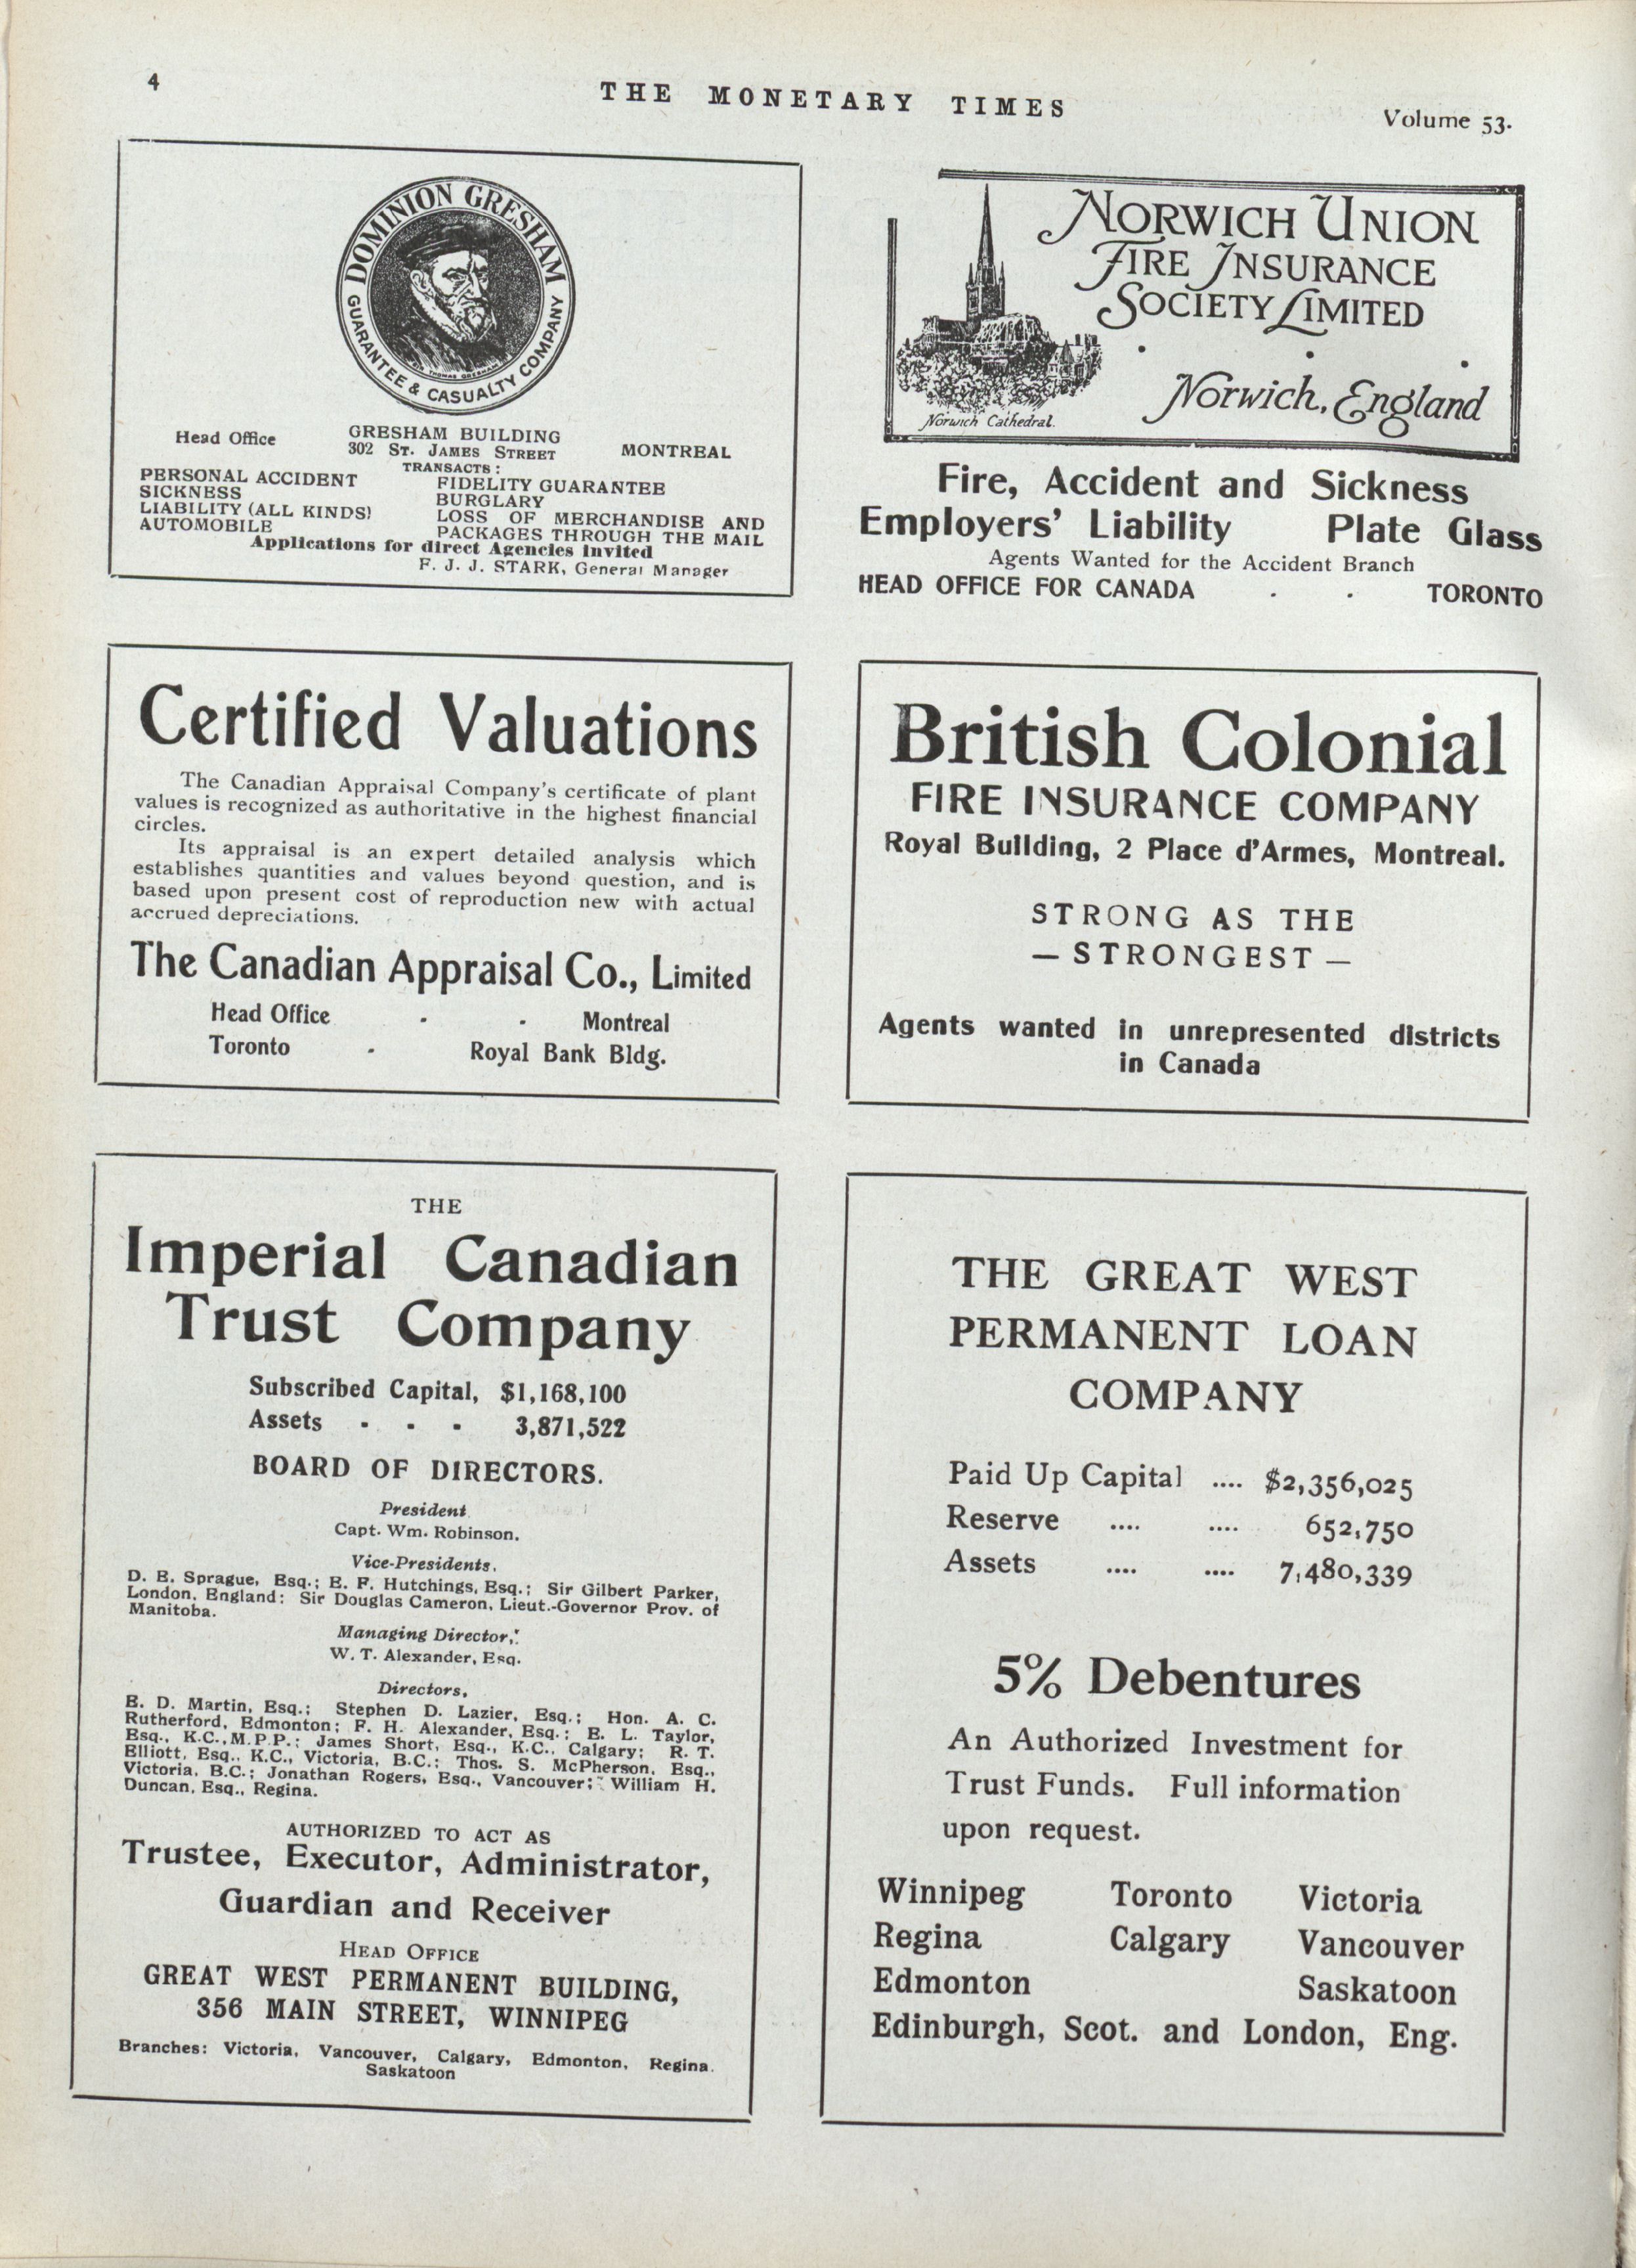 4
THE MONETARY TIMES
Volume 53.
DOMINION GRESHAM
GUARANTEE & CASUALTY COMPANY
SIR THOMAS GRESHAM
Head Office
GRESHAM BUILDING
302 ST. JAMES STREET
MONTREAL
TRANSACTS:
PERSONAL ACCIDENT
SICKNESS
LIABILITY (ALL KINDS)
AUTOMOBILE
FIDELITY GUARANTEE
BURGLARY
LOSS OF MERCHANDISE AND
PACKAGES THROUGH THE MAIL
Applications for direct Agencies Invited
F. J. J. STARK, General Manager
NORWICH UNION
FIRE INSURANCE
SOCIETY LIMITED
Norwich, England
Norwich Cathedral.
Fire, Accident and Sickness
Employers' Liability Plate Glass
Agents Wanted for the Accident Branch
HEAD OFFICE FOR CANADA . . TORONTO
Certified Valuations
The Canadian Appraisal Company's certificate of plant
values is recognized as authoritative in the highest financial
circles.
Its appraisal is an expert detailed analysis which
establishes quantities and values beyond question, and is
based upon present cost of reproduction new with actual
accrued depreciations.
The Canadian Appraisal Co., Limited
Head Office - - Montreal
Toronto - Royal Bank Bldg.
British Colonial
FIRE INSURANCE COMPANY
Royal Building, 2 Place d'Armes, Montreal.
STRONG AS THE
— STRONGEST —
Agents wanted in unrepresented districts
in Canada
THE
Imperial Canadian
Trust Company
Subscribed Capital, $1,168,100
Assets - - - 3,871,522
BOARD OF DIRECTORS.
President
Capt. Wm. Robinson.
Vice-Presidents,
D. E. Sprague, Esq.; E. F. Hutchings, Esq.; Sir Gilbert Parker,
London, England; Sir Douglas Cameron, Lieut.-Governor Prov. of
Manitoba.
Managing Director,
W. T. Alexander, Esq.
Directors,
E. D. Martin, Esq.; Stephen D. Lazier, Esq.; Hon. A. C.
Rutherford, Edmonton; F. H. Alexander, Esq.; E. L. Taylor,
Esq., K.C., M.P.P.; James Short, Esq., K.C., Calgary; R. T.
Elliott, Esq., K.C., Victoria, B.C.; Thos. S. McPherson, Esq.,
Victoria, B.C.; Jonathan Rogers, Esq., Vancouver; William H.
Duncan, Esq., Regina.
AUTHORIZED TO ACT AS
Trustee, Executor, Administrator,
Guardian and Receiver
HEAD OFFICE
GREAT WEST PERMANENT BUILDING,
356 MAIN STREET, WINNIPEG
Branches: Victoria, Vancouver, Calgary, Edmonton, Regina.
Saskatoon
THE GREAT WEST
PERMANENT LOAN
COMPANY
Paid Up Capital .... $2,356,025
Reserve .... .... 652,750
Assets .... .... 7,480,339
5% Debentures
An Authorized Investment for
Trust Funds. Full information
upon request.
Winnipeg Toronto Victoria
Regina Calgary Vancouver
Edmonton Saskatoon
Edinburgh, Scot. and London, Eng.